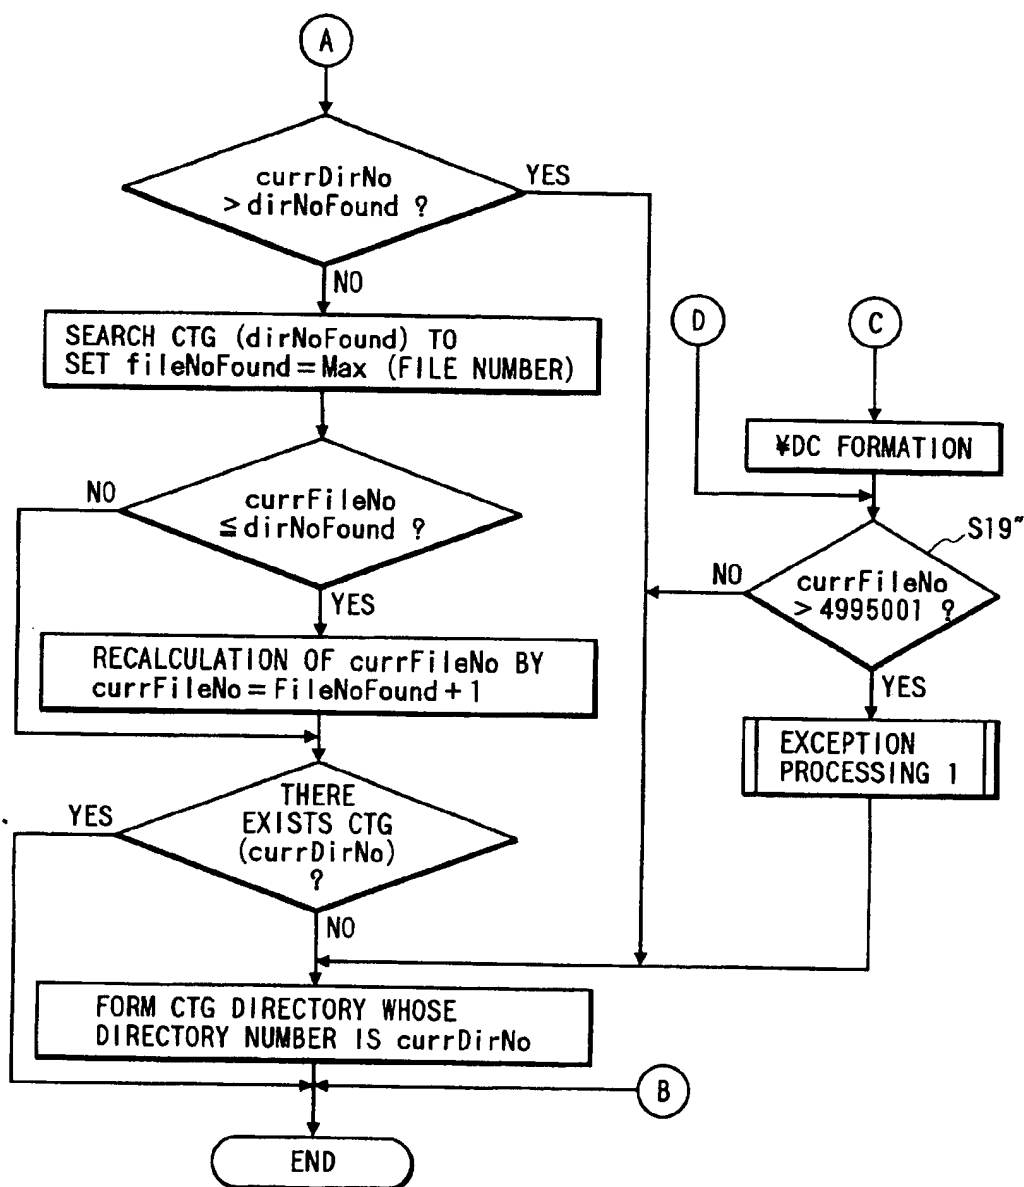 A
currDirNo
> dirNoFound ?
YES
NO
SEARCH CTG (dirNoFound) TO
SET fileNoFound = Max (FILE NUMBER)
D
C
¥DC FORMATION
NO
currFileNo
≦ dirNoFound ?
YES
S19"
NO
currFileNo
> 4995001 ?
YES
RECALCULATION OF currFileNo BY
currFileNo = FileNoFound + 1
EXCEPTION
PROCESSING 1
YES
THERE
EXISTS CTG
(currDirNo)
?
NO
FORM CTG DIRECTORY WHOSE
DIRECTORY NUMBER IS currDirNo
B
END